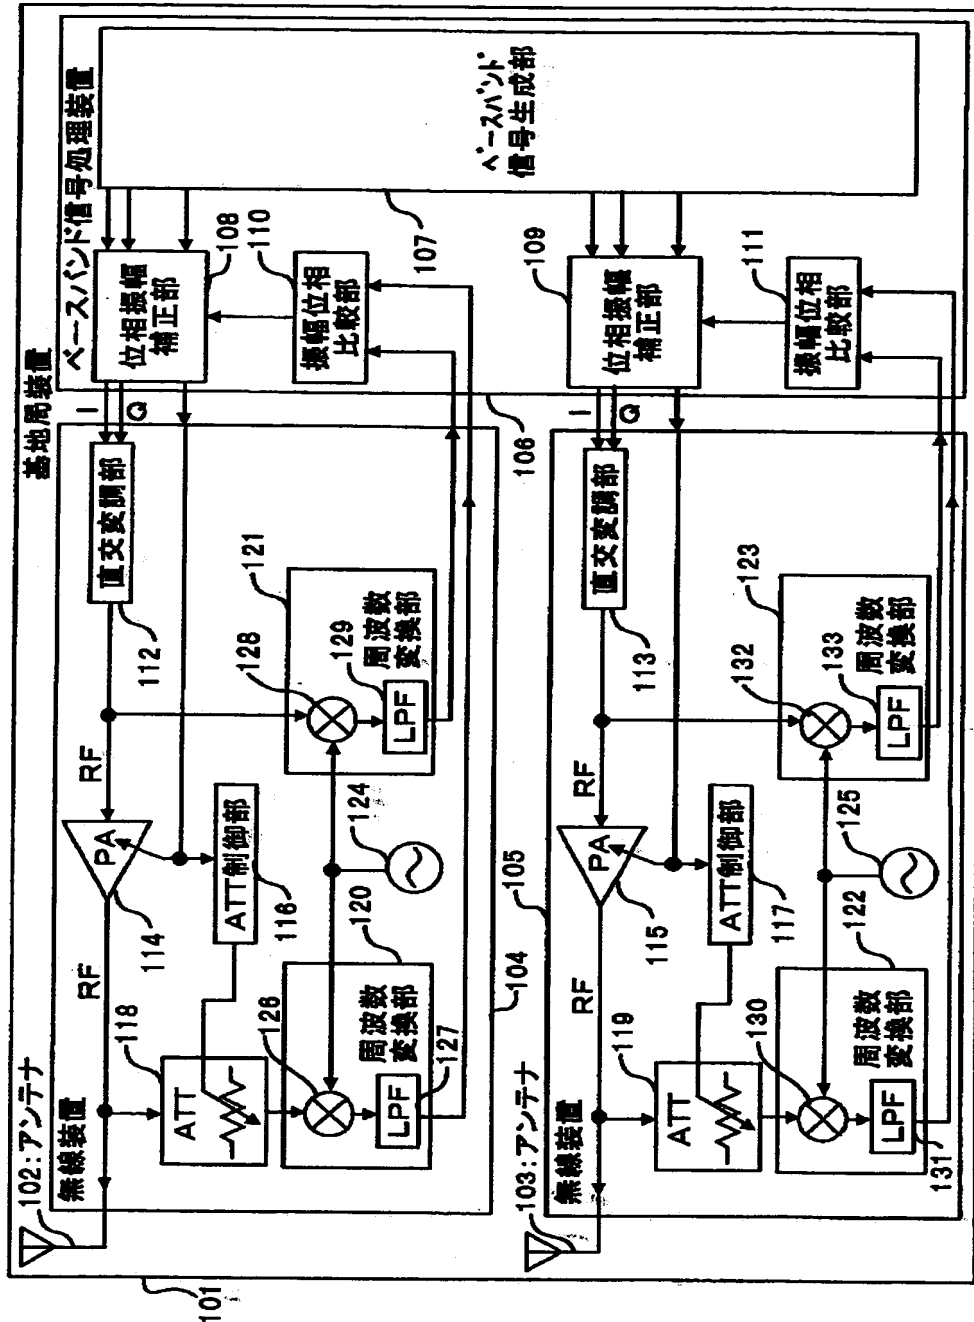 基地局装置
101
102:アンテナ
無線装置
104
RF
114
PA
RF
112
直交変調部
I
Q
ベースバンド信号処理装置
106
位相振幅
補正部
108
振幅位相
比較部
110
107
ベースバンド
信号生成部
118
ATT
116
ATT制御部
126
周波数
変換部
LPF
127
120
124
121
128
129
周波数
変換部
LPF
103:アンテナ
無線装置
105
RF
115
PA
RF
113
直交変調部
I
Q
位相振幅
補正部
109
振幅位相
比較部
111
119
ATT
117
ATT制御部
130
周波数
変換部
LPF
131
122
125
123
132
133
周波数
変換部
LPF